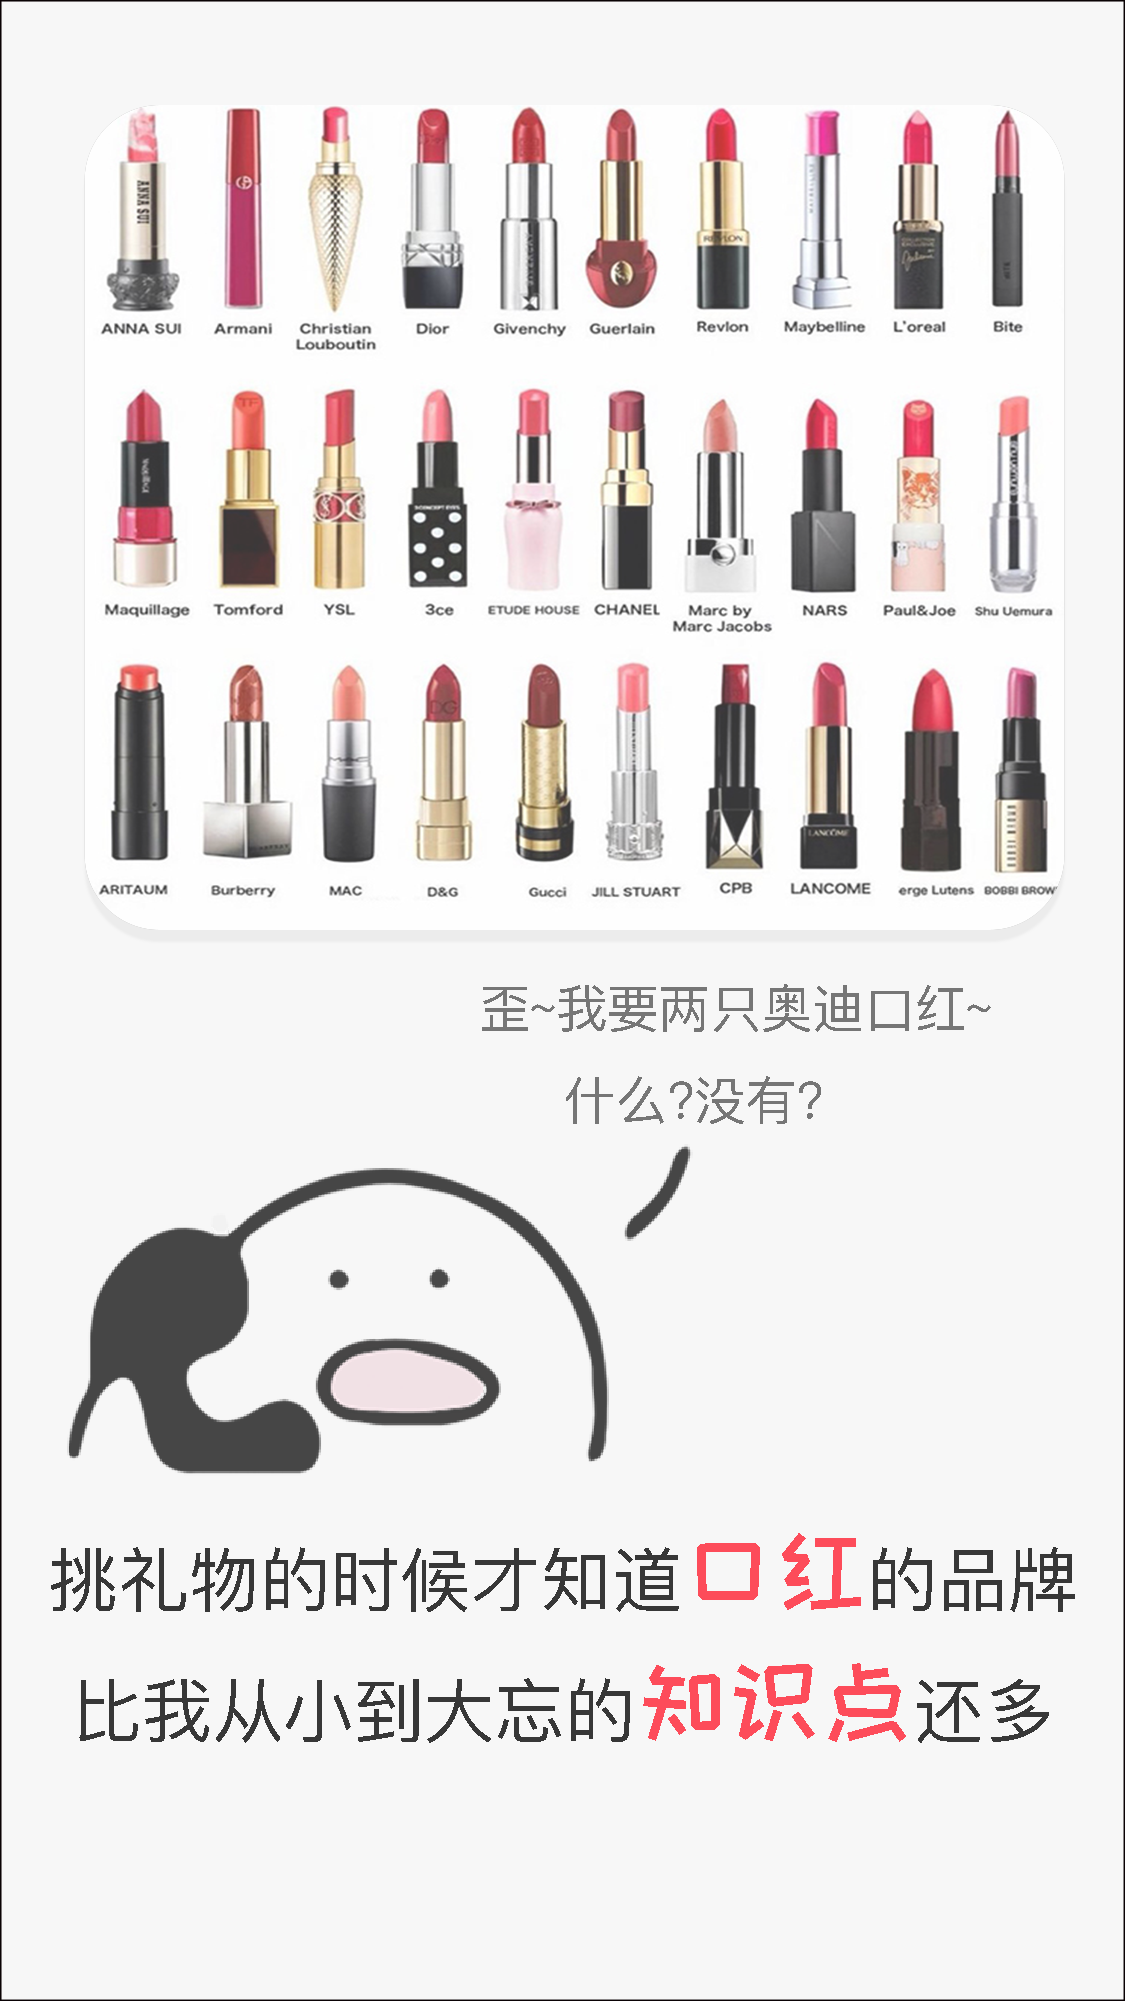 ANNA SUI Armani Christian Louboutin Dior Givenchy Guerlain Revlon Maybelline L'oreal Bite
Maquillage Tomford YSL 3ce ETUDE HOUSE CHANEL Marc by Marc Jacobs NARS Paul&Joe Shu Uemura
ARITAUM Burberry MAC D&G Gucci JILL STUART CPB LANCOME erge Lutens BOBBI BROW
歪~我要两只奥迪口红~
什么?没有?
挑礼物的时候才知道口红的品牌
比我从小到大忘的知识点还多